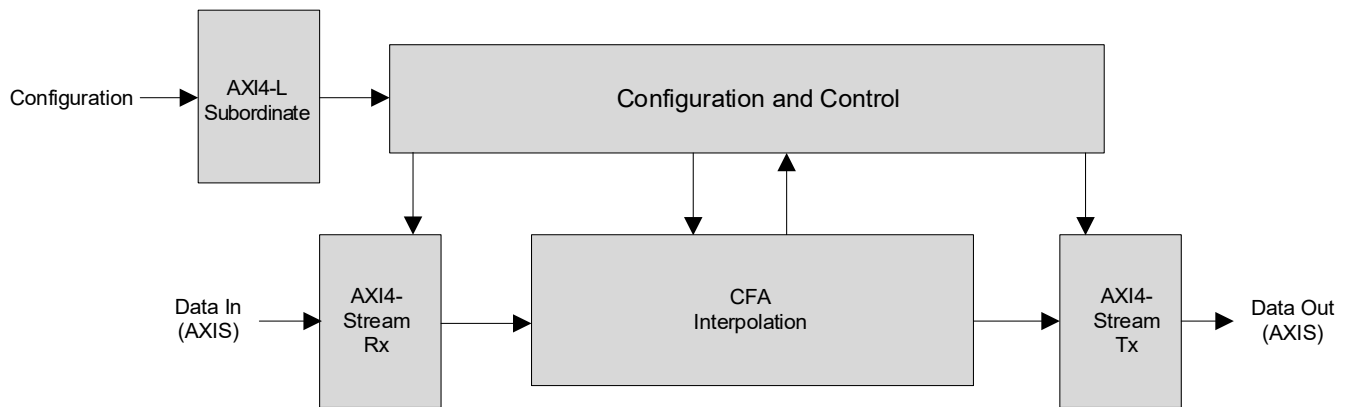 Configuration
AXI4-L
Subordinate
Configuration and Control
Data In
(AXIS)
AXI4-
Stream
Rx
CFA
Interpolation
AXI4-
Stream
Tx
Data Out
(AXIS)